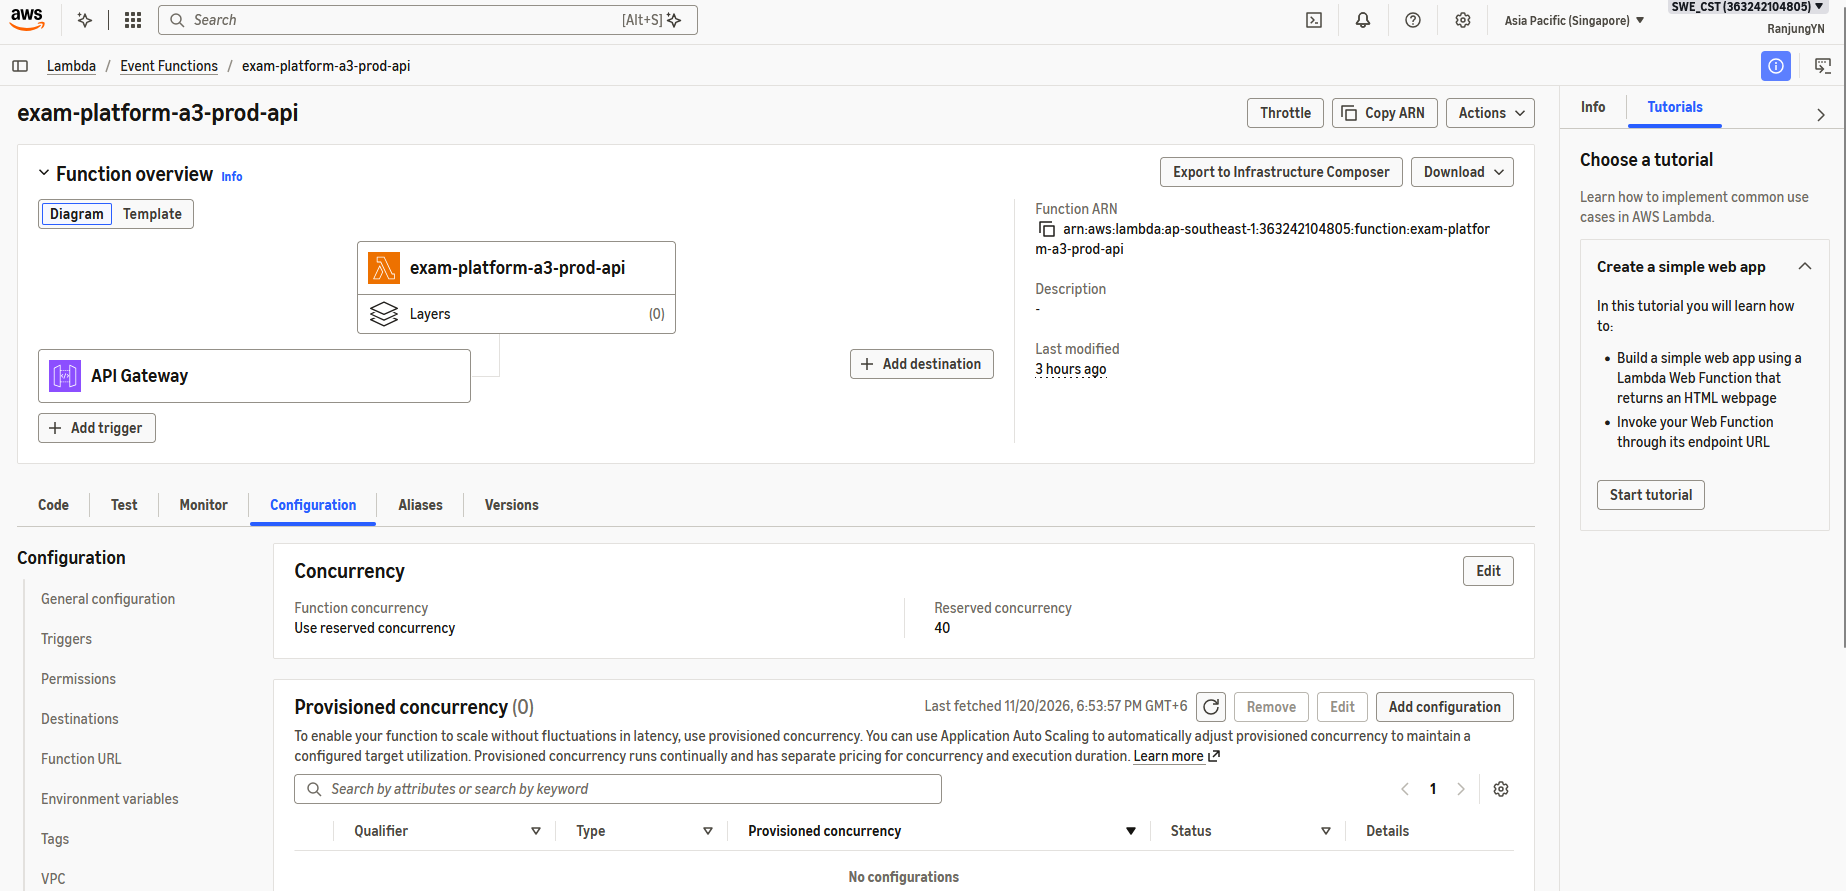 aws
Search
[Alt+S]
Asia Pacific (Singapore)
SWE_CST (363242104805)
RanjungYN
Lambda / Event Functions / exam-platform-a3-prod-api
exam-platform-a3-prod-api
Throttle
Copy ARN
Actions
Function overview Info
Export to Infrastructure Composer
Download
Diagram
Template
exam-platform-a3-prod-api
Layers
(0)
API Gateway
Add trigger
Add destination
Function ARN
arn:aws:lambda:ap-southeast-1:363242104805:function:exam-platfor
m-a3-prod-api
Description
-
Last modified
3 hours ago
Code
Test
Monitor
Configuration
Aliases
Versions
Configuration
General configuration
Triggers
Permissions
Destinations
Function URL
Environment variables
Tags
VPC
Concurrency
Edit
Function concurrency
Use reserved concurrency
Reserved concurrency
40
Provisioned concurrency (0)
Last fetched 11/20/2026, 6:53:57 PM GMT+6
Remove
Edit
Add configuration
To enable your function to scale without fluctuations in latency, use provisioned concurrency. You can use Application Auto Scaling to automatically adjust provisioned concurrency to maintain a
configured target utilization. Provisioned concurrency runs continually and has separate pricing for concurrency and execution duration. Learn more
Search by attributes or search by keyword
1
Qualifier
Type
Provisioned concurrency
Status
Details
No configurations
Info
Tutorials
Choose a tutorial
Learn how to implement common use
cases in AWS Lambda.
Create a simple web app
In this tutorial you will learn how
to:
• Build a simple web app using a
Lambda Web Function that
returns an HTML webpage
• Invoke your Web Function
through its endpoint URL
Start tutorial